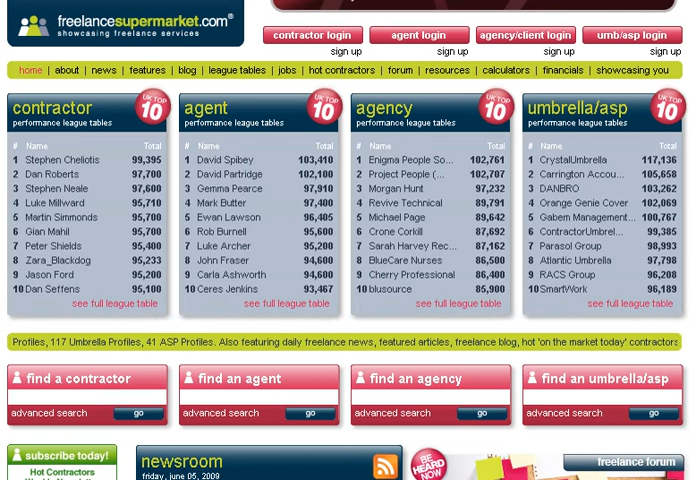 freelancesupermarket.com®
showcasing freelance services
contractor login agent login agency/client login umb/asp login
sign up sign up sign up sign up
home | about | news | features | blog | league tables | jobs | hot contractors | forum | resources | calculators | financials | showcasing you
contractor
performance league tables
UK TOP
10
# Name Total
1 Stephen Cheliotis 99,395
2 Dan Roberts 97,700
3 Stephen Neale 97,600
4 Luke Millward 95,710
5 Martin Simmonds 95,700
6 Gian Mahil 95,700
7 Peter Shields 95,400
8 Zara_Blackdog 95,233
9 Jason Ford 95,200
10 Dan Seffens 95,100
see full league table
agent
performance league tables
UK TOP
10
# Name Total
1 David Spibey 103,410
2 David Partridge 102,100
3 Gemma Pearce 97,910
4 Mark Butler 97,400
5 Ewan Lawson 96,405
6 Rob Burnell 95,600
7 Luke Archer 95,200
8 John Fraser 94,600
9 Carla Ashworth 94,600
10 Ceres Jenkins 93,467
see full league table
agency
performance league tables
UK TOP
10
# Name Total
1 Enigma People So... 102,761
2 Project People (... 102,707
3 Morgan Hunt 97,232
4 Revive Technical 89,791
5 Michael Page 89,642
6 Crone Corkill 87,692
7 Sarah Harvey Rec... 87,162
8 BlueCare Nurses 86,500
9 Cherry Professional 86,400
10 blusource 85,900
see full league table
umbrella/asp
performance league tables
UK TOP
10
# Name Total
1 CrystalUmbrella 117,136
2 Carrington Accou... 105,658
3 DANBRO 103,262
4 Orange Genie Cover 102,069
5 Gabem Management... 100,767
6 ContractorUmbrel... 99,385
7 Parasol Group 98,993
8 Atlantic Umbrella 97,798
9 RACS Group 96,208
10 SmartWork 96,189
see full league table
Profiles, 117 Umbrella Profiles, 41 ASP Profiles. Also featuring daily freelance news, featured articles, freelance blog, hot 'on the market today' contractors
find a contractor find an agent find an agency find an umbrella/asp
advanced search go advanced search go advanced search go advanced search go
subscribe today!
Hot Contractors
newsroom
friday, june 05, 2009
BE
HEARD
NOW
freelance forum